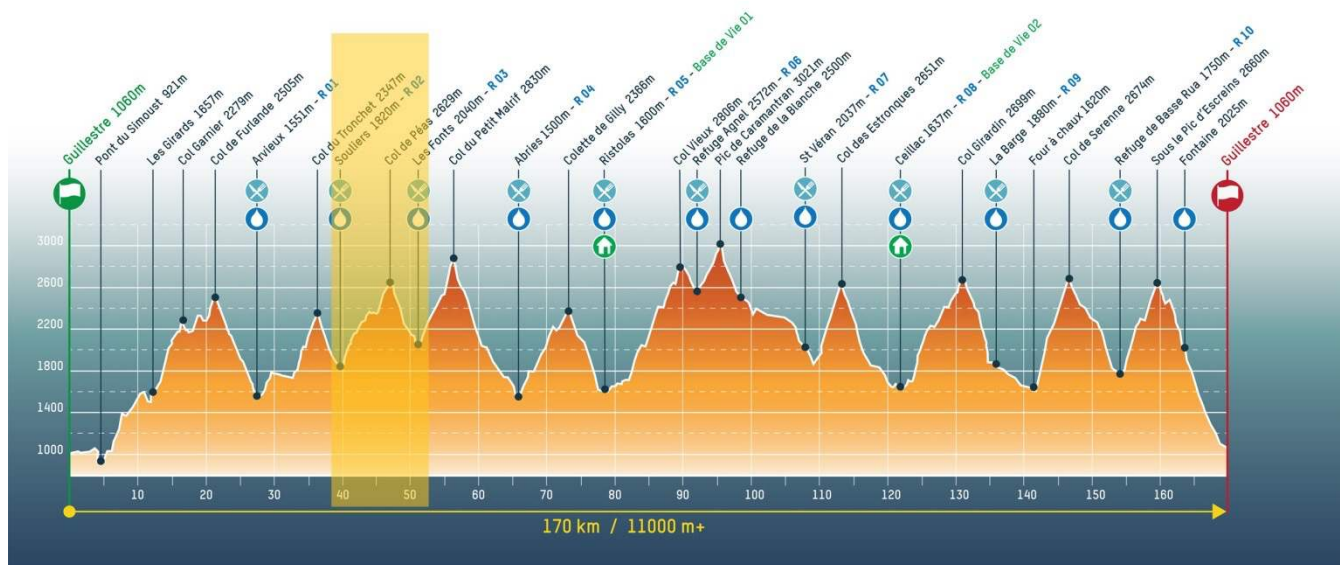 Guillestre 1060m
Pont du Simoust 921m
Les Girards 1657m
Col Garnier 2279m
Col de Furlande 2505m
Arvieux 1551m - R 01
Col du Tronchet 2347m
Souliers 1820m - R 02
Col de Péas 2629m
Les Fonts 2040m - R 03
Col du Petit Malrif 2830m
Abries 1500m - R 04
Colette de Gilly 2366m
Ristolas 1600m - R 05 - Base de Vie 01
Col Vieux 2806m
Refuge Agnel 2572m - R 06
Pic de Caramantran 3021m
Refuge de la Blanche 2500m
St Véran 2037m - R 07
Col des Estronques 2651m
Ceillac 1637m - R 08 - Base de Vie 02
Col Girardin 2699m
La Barge 1880m - R 09
Four à chaux 1620m
Col de Serenne 2674m
Refuge de Basse Rua 1750m - R 10
Sous le Pic d'Escreins 2660m
Fontaine 2025m
Guillestre 1060m
3000
2600
2200
1800
1400
1000
10 20 30 40 50 60 70 80 90 100 110 120 130 140 150 160
170 km / 11000 m+